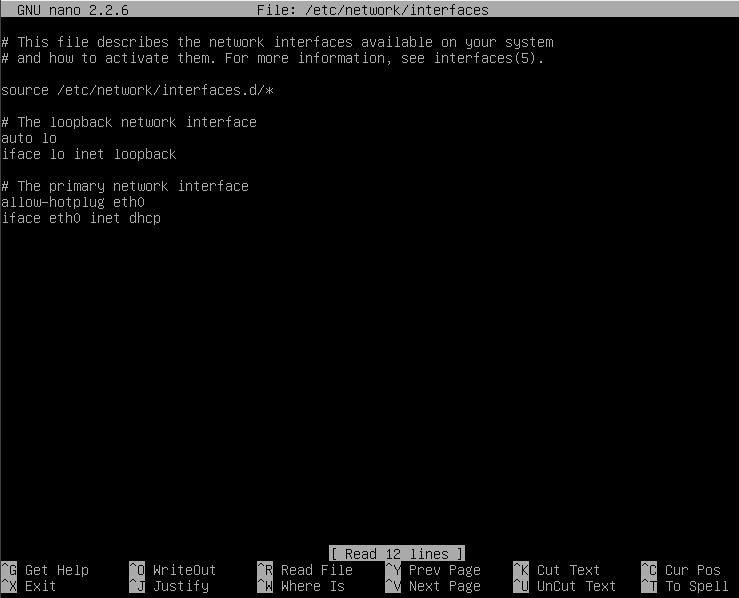 GNU nano 2.2.6 File: /etc/network/interfaces
# This file describes the network interfaces available on your system
# and how to activate them. For more information, see interfaces(5).
source /etc/network/interfaces.d/*
# The loopback network interface
auto lo
iface lo inet loopback
# The primary network interface
allow-hotplug eth0
iface eth0 inet dhcp
[ Read 12 lines ]
^G Get Help ^O WriteOut ^R Read File ^Y Prev Page ^K Cut Text ^C Cur Pos
^X Exit ^J Justify ^W Where Is ^V Next Page ^U UnCut Text ^T To Spell